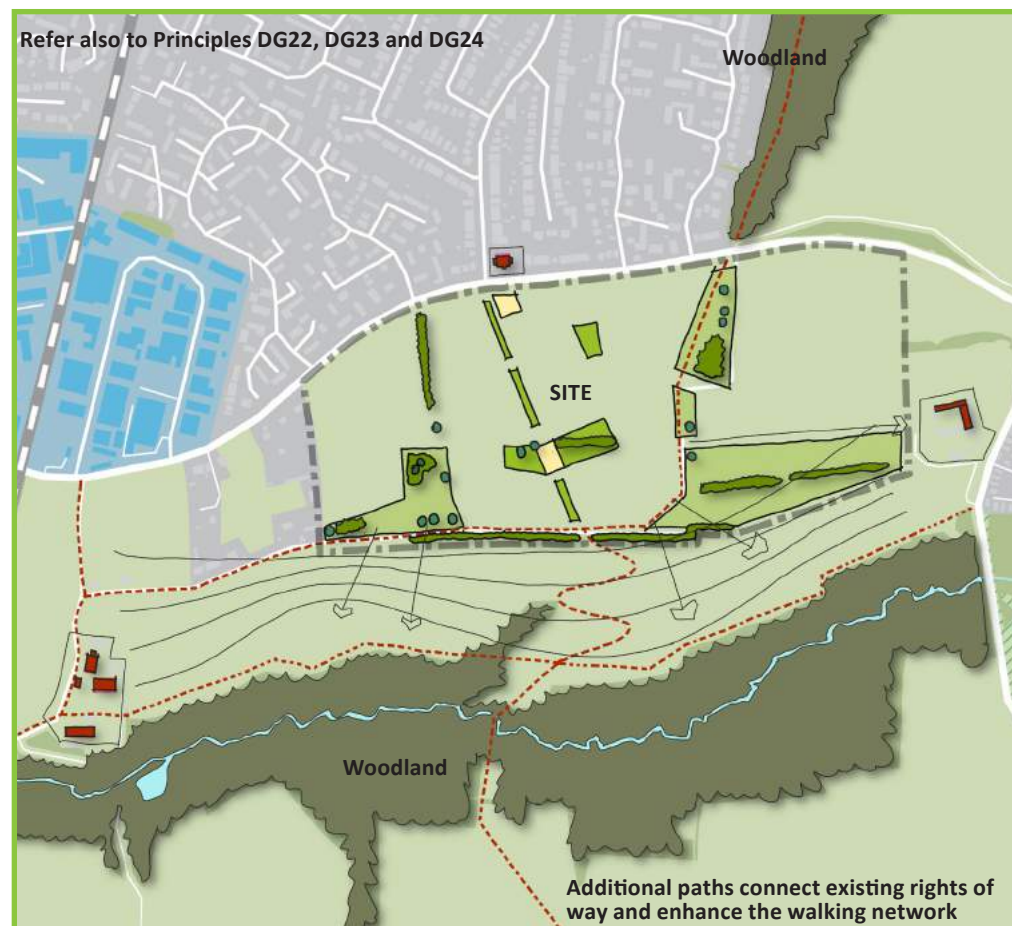 Refer also to Principles DG22, DG23 and DG24
Woodland
SITE
Woodland
Additional paths connect existing rights of
way and enhance the walking network